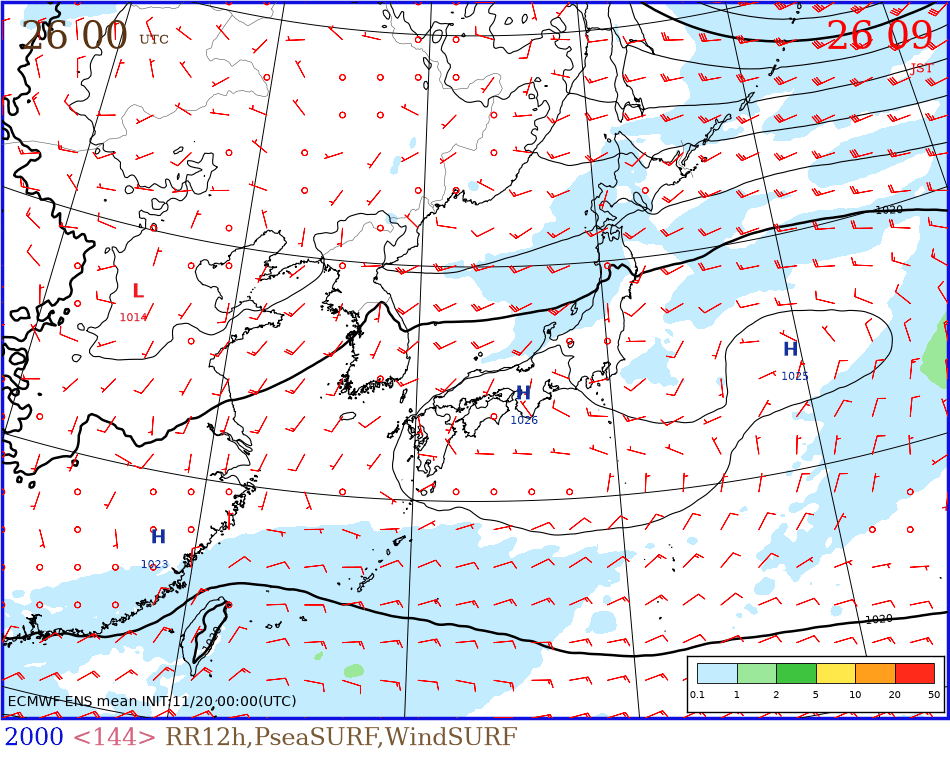 26 00 UTC
26 09 JST
1020
L
1014
H
1025
H
1026
H
1023
1020
0.1 1 2 5 10 20 50
ECMWF ENS mean INIT:11/20 00:00(UTC)
2000 <144> RR12h,PseaSURF,WindSURF